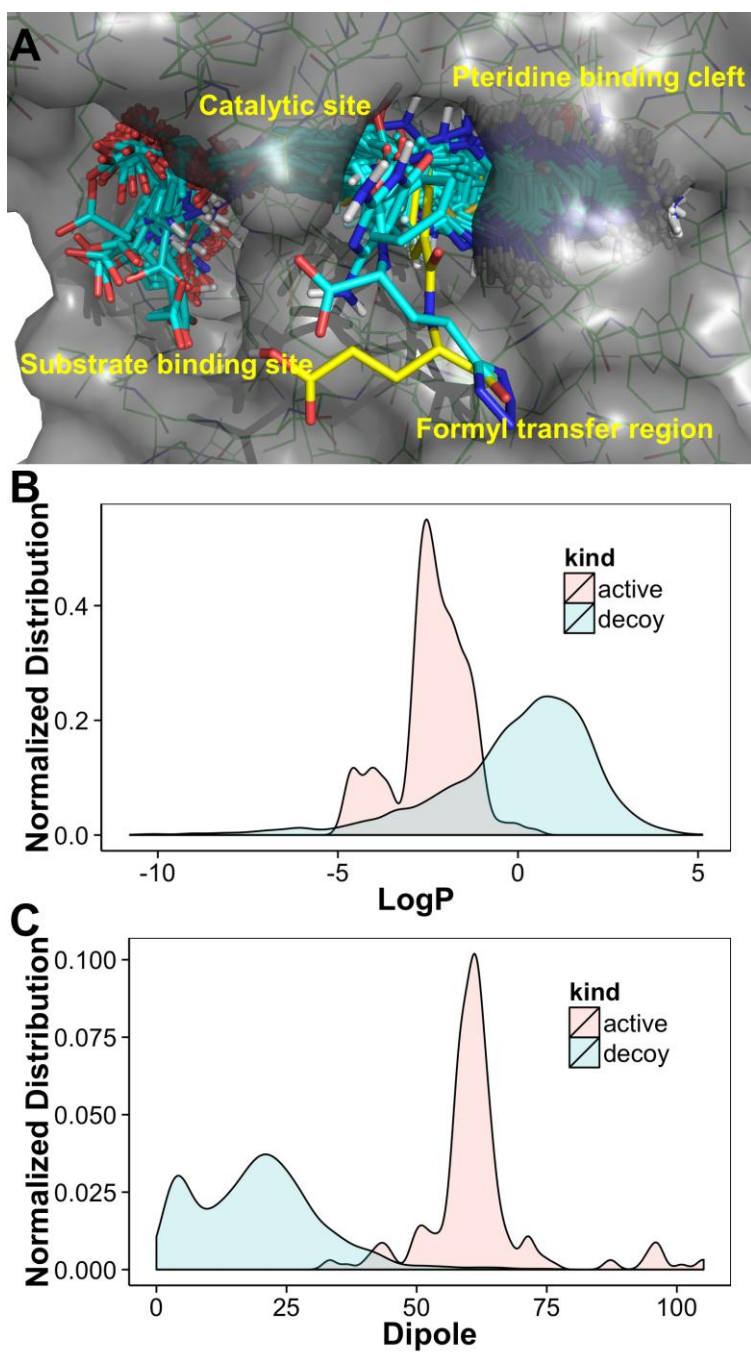 A
Pteridine binding cleft
Catalytic site
Substrate binding site
Formyl transfer region
B
Normalized Distribution
0.4
0.2
0.0
kind
active
decoy
-10
-5
0
5
LogP
C
Normalized Distribution
0.100
0.075
0.050
0.025
0.000
kind
active
decoy
0
25
50
75
100
Dipole